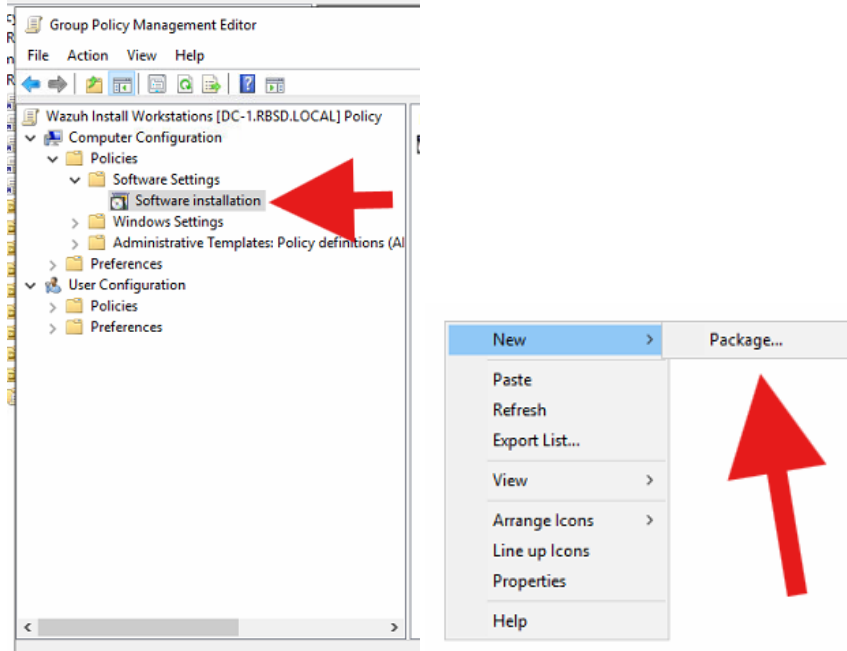 Group Policy Management Editor
File Action View Help
Wazuh Install Workstations [DC-1.RBSD.LOCAL] Policy
Computer Configuration
Policies
Software Settings
Software installation
Windows Settings
Administrative Templates: Policy definitions (
Preferences
User Configuration
Policies
Preferences
New
Package...
Paste
Refresh
Export List...
View
Arrange Icons
Line up Icons
Properties
Help